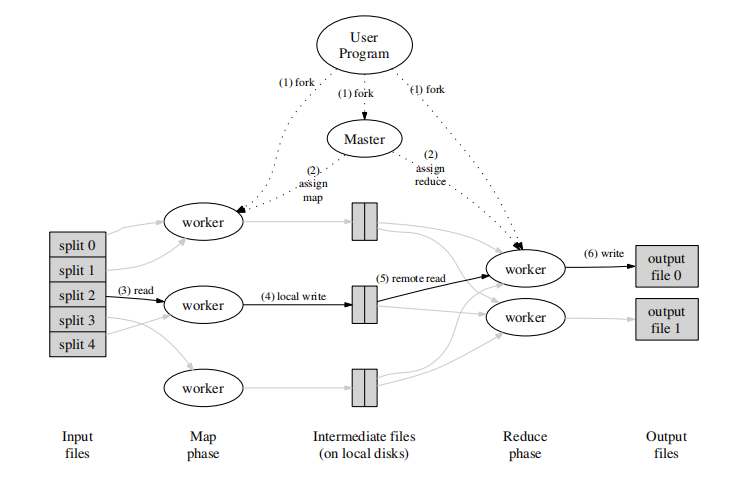 User
Program
(1) fork
(1) fork
(1) fork
Master
(2)
assign
map
(2)
assign
reduce
worker
split 0
split 1
split 2
split 3
split 4
(3) read
worker
(4) local write
(5) remote read
worker
(6) write
output
file 0
worker
output
file 1
worker
Input
files
Map
phase
Intermediate files
(on local disks)
Reduce
phase
Output
files